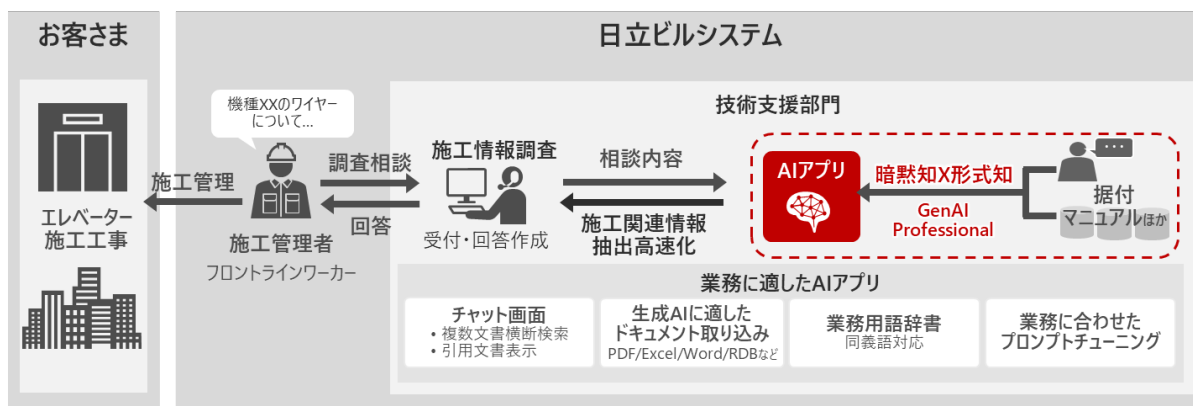 お客さま
日立ビルシステム
技術支援部門
機種XXのワイヤー
について...
施工管理
エレベーター
施工工事
調査相談
回答
施工管理者
フロントラインワーカー
施工情報調査
受付・回答作成
相談内容
施工関連情報
抽出高速化
AIアプリ
暗黙知X形式知
GenAI
Professional
据付
マニュアルほか
業務に適したAIアプリ
チャット画面
・複数文書横断検索
・引用文書表示
生成AIに適した
ドキュメント取り込み
PDF/Excel/Word/RDBなど
業務用語辞書
同義語対応
業務に合わせた
プロンプトチューニング